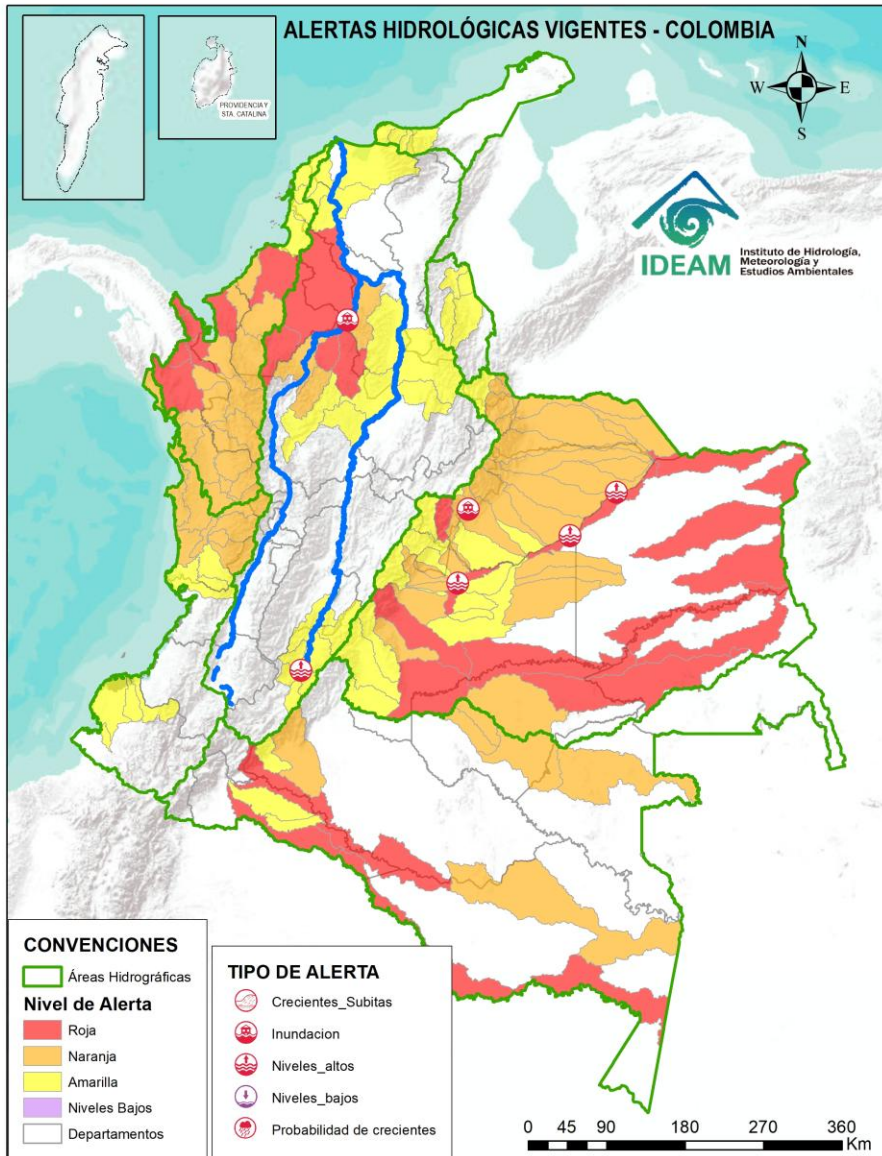 ALERTAS HIDROLÓGICAS VIGENTES - COLOMBIA
PROVIDENCIA Y
STA. CATALINA
N
W
E
S
IDEAM
Instituto de Hidrología,
Meteorología y
Estudios Ambientales
CONVENCIONES
Áreas Hidrográficas
Nivel de Alerta
Roja
Naranja
Amarilla
Niveles Bajos
Departamentos
TIPO DE ALERTA
Crecientes_Subitas
Inundacion
Niveles_altos
Niveles_bajos
Probabilidad de crecientes
0 45 90 180 270 360
Km